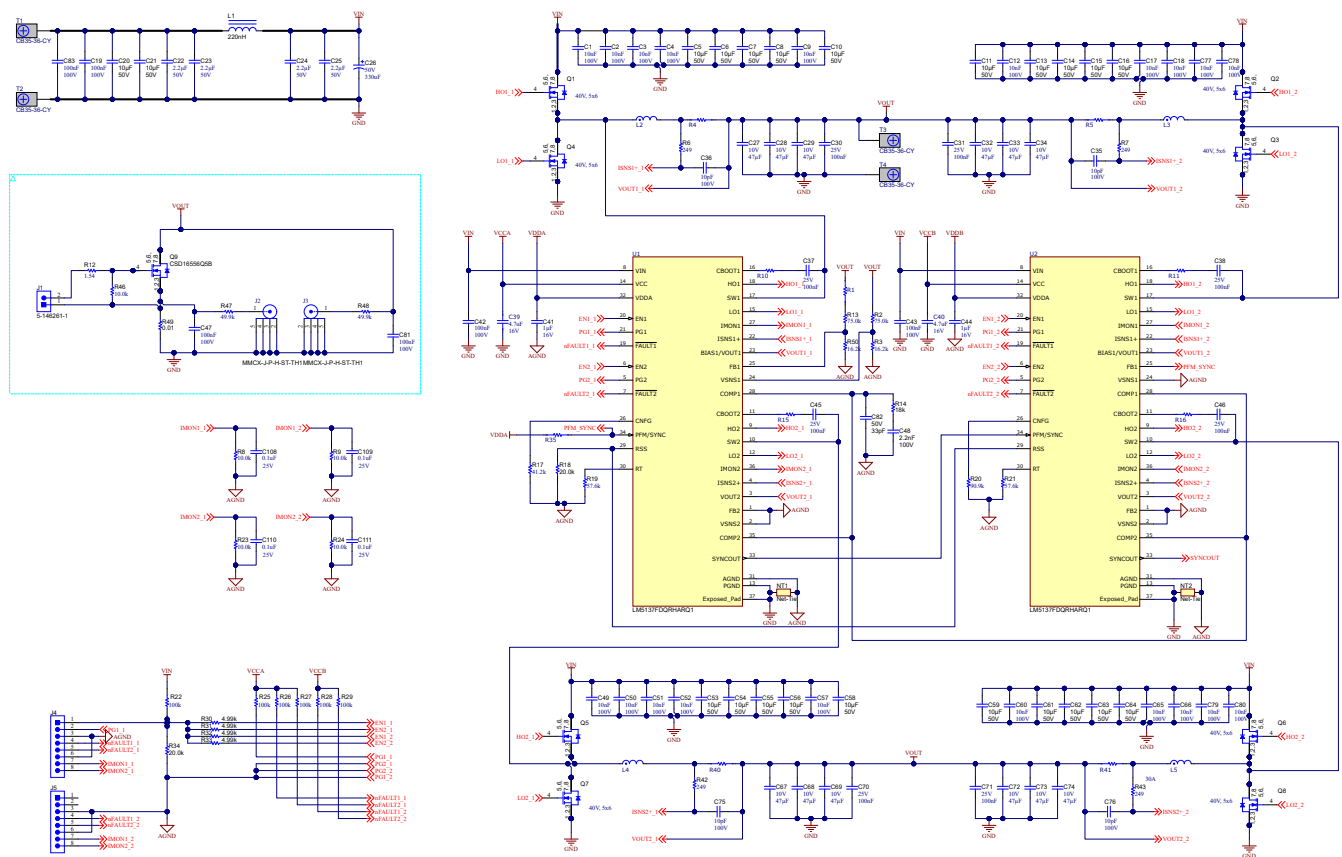 T1
CB35-36-CY
T2
CB35-36-CY
L1
220nH
VIN
C83
100nF
100V
C19
100nF
100V
C20
10µF
50V
C21
10µF
50V
C22
2.2µF
50V
C23
2.2µF
50V
C24
2.2µF
50V
C25
2.2µF
50V
C26
50V
330uF
GND
VIN
C1
10nF
100V
C2
10nF
100V
C3
10nF
100V
C4
10nF
100V
C5
10µF
50V
C6
10µF
50V
C7
10µF
50V
C8
10µF
50V
C9
10nF
100V
C10
10µF
50V
GND
HO1_1
Q1
40V, 5x6
LO1_1
Q4
40V, 5x6
GND
L2
R4
R6
249
C36
10pF
100V
ISNS1+_1
VOUT1_1
C27
10V
47µF
C28
10V
47µF
C29
10V
47µF
C30
25V
100nF
GND
VOUT
T3
CB35-36-CY
T4
CB35-36-CY
C31
25V
100nF
C32
10V
47µF
C33
10V
47µF
C34
10V
47µF
GND
R5
L3
R7
249
C35
10pF
100V
ISNS1+_2
VOUT1_2
VIN
C11
10µF
50V
C12
10nF
100V
C13
10µF
50V
C14
10µF
50V
C15
10µF
50V
C16
10µF
50V
C17
10nF
100V
C18
10nF
100V
C77
10nF
100V
C78
10nF
100V
GND
Q2
40V, 5x6
HO1_2
Q3
40V, 5x6
LO1_2
GND
VOUT
Q9
CSD16556Q5B
R12
1.54
R46
10.0k
J1
5-146261-1
R49
0.01
C47
100nF
100V
R47
49.9k
J2
J3
R48
49.9k
C81
100nF
100V
MMCX-J-P-H-ST-TH1
MMCX-J-P-H-ST-TH1
GND
VIN
VCCA
VDDA
C42
100nF
100V
C39
4.7uF
16V
C41
1µF
16V
GND
GND
GND
U1
VIN
VCC
VDDA
EN1
PG1
FAULT1
EN2
PG2
FAULT2
CNFG
PFM/SYNC
RSS
RT
CBOOT1
HO1
SW1
LO1
IMON1
ISNS1+
BIAS1/VOUT1
FB1
VSNS1
COMP1
CBOOT2
HO2
SW2
LO2
IMON2
ISNS2+
VOUT2
FB2
VSNS2
COMP2
SYNCOUT
AGND
PGND
Exposed_Pad
LM5137FDQRHARQ1
EN1_1
PG1_1
nFAULT1_1
EN2_1
PG2_1
nFAULT2_1
PFM_SYNC
VDDA
R35
R17
41.2k
R18
20.0k
R19
57.6k
AGND
R10
C37
25V
100nF
HO1_1
LO1_1
IMON1_1
ISNS1+_1
VOUT1_1
VOUT
VOUT
R1
R13
75.0k
R50
16.2k
R2
75.0k
R3
16.2k
AGND
AGND
R15
C45
25V
100nF
HO2_1
LO2_1
IMON2_1
ISNS2+_1
VOUT2_1
AGND
C82
50V
33pF
R14
18k
C48
2.2nF
100V
AGND
NT1
Net-Tie
GND
AGND
VIN
VCCB
VDDB
C43
100nF
100V
C40
4.7uF
16V
C44
1µF
16V
GND
GND
GND
U2
VIN
VCC
VDDA
EN1
PG1
FAULT1
EN2
PG2
FAULT2
CNFG
PFM/SYNC
RSS
RT
CBOOT1
HO1
SW1
LO1
IMON1
ISNS1+
BIAS1/VOUT1
FB1
VSNS1
COMP1
CBOOT2
HO2
SW2
LO2
IMON2
ISNS2+
VOUT2
FB2
VSNS2
COMP2
SYNCOUT
AGND
PGND
Exposed_Pad
LM5137FDQRHARQ1
EN1_2
PG1_2
nFAULT1_2
EN2_2
PG2_2
nFAULT2_2
R20
90.9k
R21
57.6k
AGND
R11
C38
25V
100nF
HO1_2
LO1_2
IMON1_2
ISNS1+_2
VOUT1_2
PFM_SYNC
AGND
R16
C46
25V
100nF
HO2_2
LO2_2
IMON2_2
ISNS2+_2
VOUT2_2
AGND
SYNCOUT
NT2
Net-Tie
GND
AGND
IMON1_1
R8
10.0k
C108
0.1uF
25V
AGND
IMON1_2
R9
10.0k
C109
0.1uF
25V
AGND
IMON2_1
R23
10.0k
C110
0.1uF
25V
AGND
IMON2_2
R24
10.0k
C111
0.1uF
25V
AGND
J4
PG1_1
AGND
nFAULT1_1
nFAULT2_1
IMON1_1
IMON2_1
J5
nFAULT1_2
nFAULT2_2
IMON1_2
IMON2_2
VIN
R22
100k
R34
20.0k
AGND
R30
4.99k
R31
4.99k
R32
4.99k
R33
4.99k
VCCA
R25
100k
R26
100k
R27
100k
VCCB
R28
100k
R29
100k
EN1_1
EN2_1
EN1_2
EN2_2
PG1_1
PG2_1
PG2_2
PG1_2
nFAULT1_1
nFAULT2_1
nFAULT1_2
nFAULT2_2
VIN
C49
10nF
100V
C50
10nF
100V
C51
10nF
100V
C52
10nF
100V
C53
10µF
50V
C54
10µF
50V
C55
10µF
50V
C56
10µF
50V
C57
10nF
100V
C58
10µF
50V
GND
HO2_1
Q5
40V, 5x6
LO2_1
Q7
40V, 5x6
GND
L4
R40
R42
249
C75
10pF
100V
ISNS2+_1
VOUT2_1
C67
10V
47µF
C68
10V
47µF
C69
10V
47µF
C70
25V
100nF
GND
VOUT
C71
25V
100nF
C72
10V
47µF
C73
10V
47µF
C74
10V
47µF
GND
R41
L5
30A
R43
249
C76
10pF
100V
ISNS2+_2
VOUT2_2
VIN
C59
10µF
50V
C60
10nF
100V
C61
10µF
50V
C62
10µF
50V
C63
10µF
50V
C64
10µF
50V
C65
10nF
100V
C66
10nF
100V
C79
10nF
100V
C80
10nF
100V
GND
Q6
40V, 5x6
HO2_2
Q8
40V, 5x6
LO2_2
GND